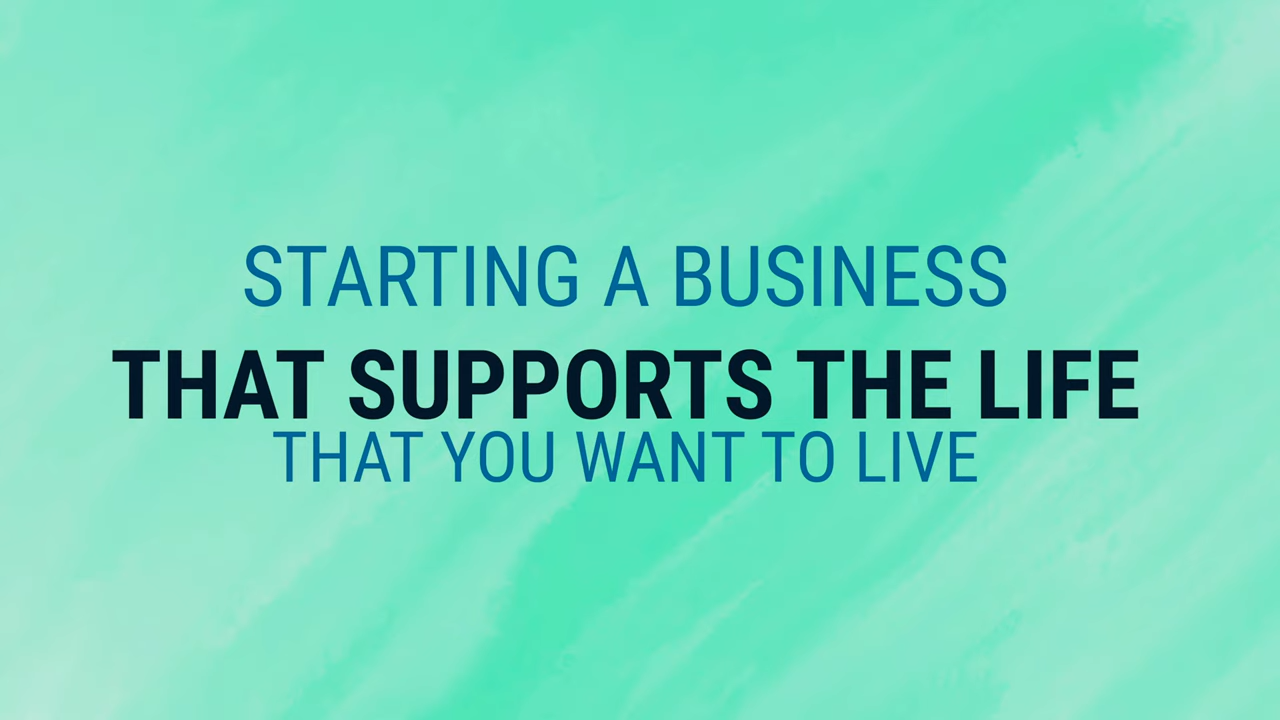 STARTING A BUSINESS
THAT SUPPORTS THE LIFE
THAT YOU WANT TO LIVE